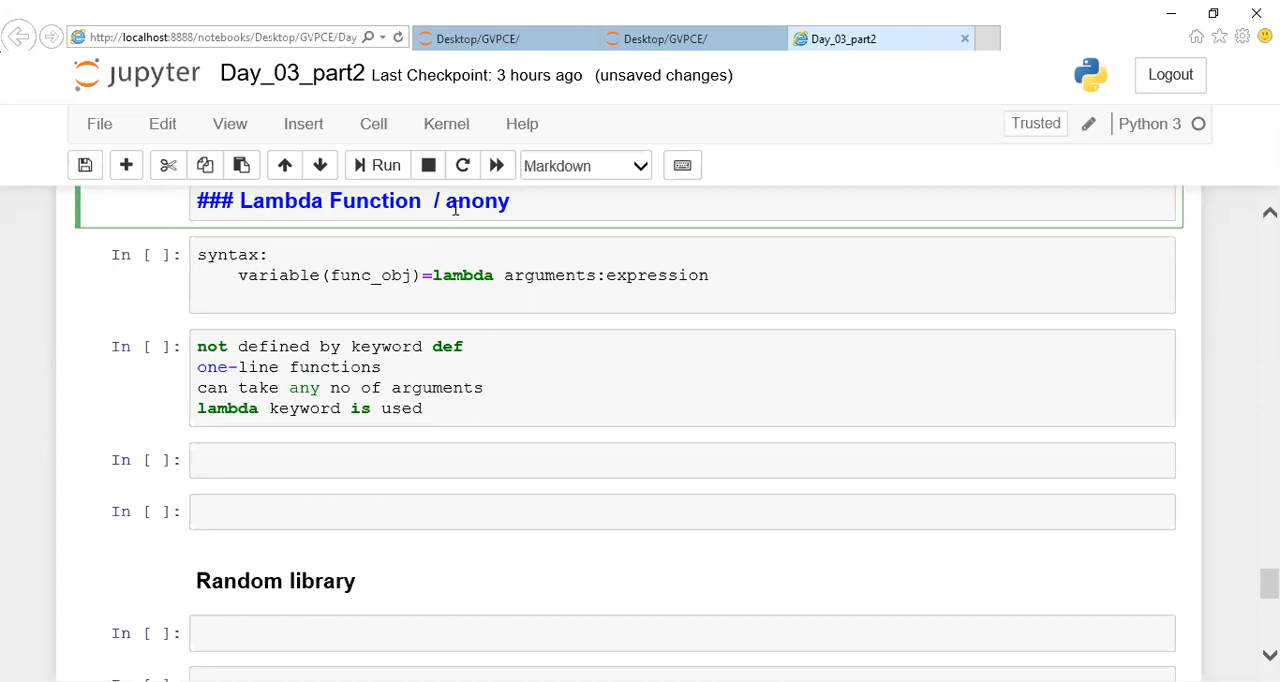 http://localhost:8888/notebooks/Desktop/GVPCE/Day
Desktop/GVPCE/
Desktop/GVPCE/
Day_03_part2
jupyter Day_03_part2 Last Checkpoint: 3 hours ago (unsaved changes)
Logout
File Edit View Insert Cell Kernel Help
Trusted
Python 3
Run
Markdown
### Lambda Function / anony
In [ ]: syntax:
variable(func_obj)=lambda arguments:expression
In [ ]: not defined by keyword def
one-line functions
can take any no of arguments
lambda keyword is used
In [ ]:
In [ ]:
Random library
In [ ]: